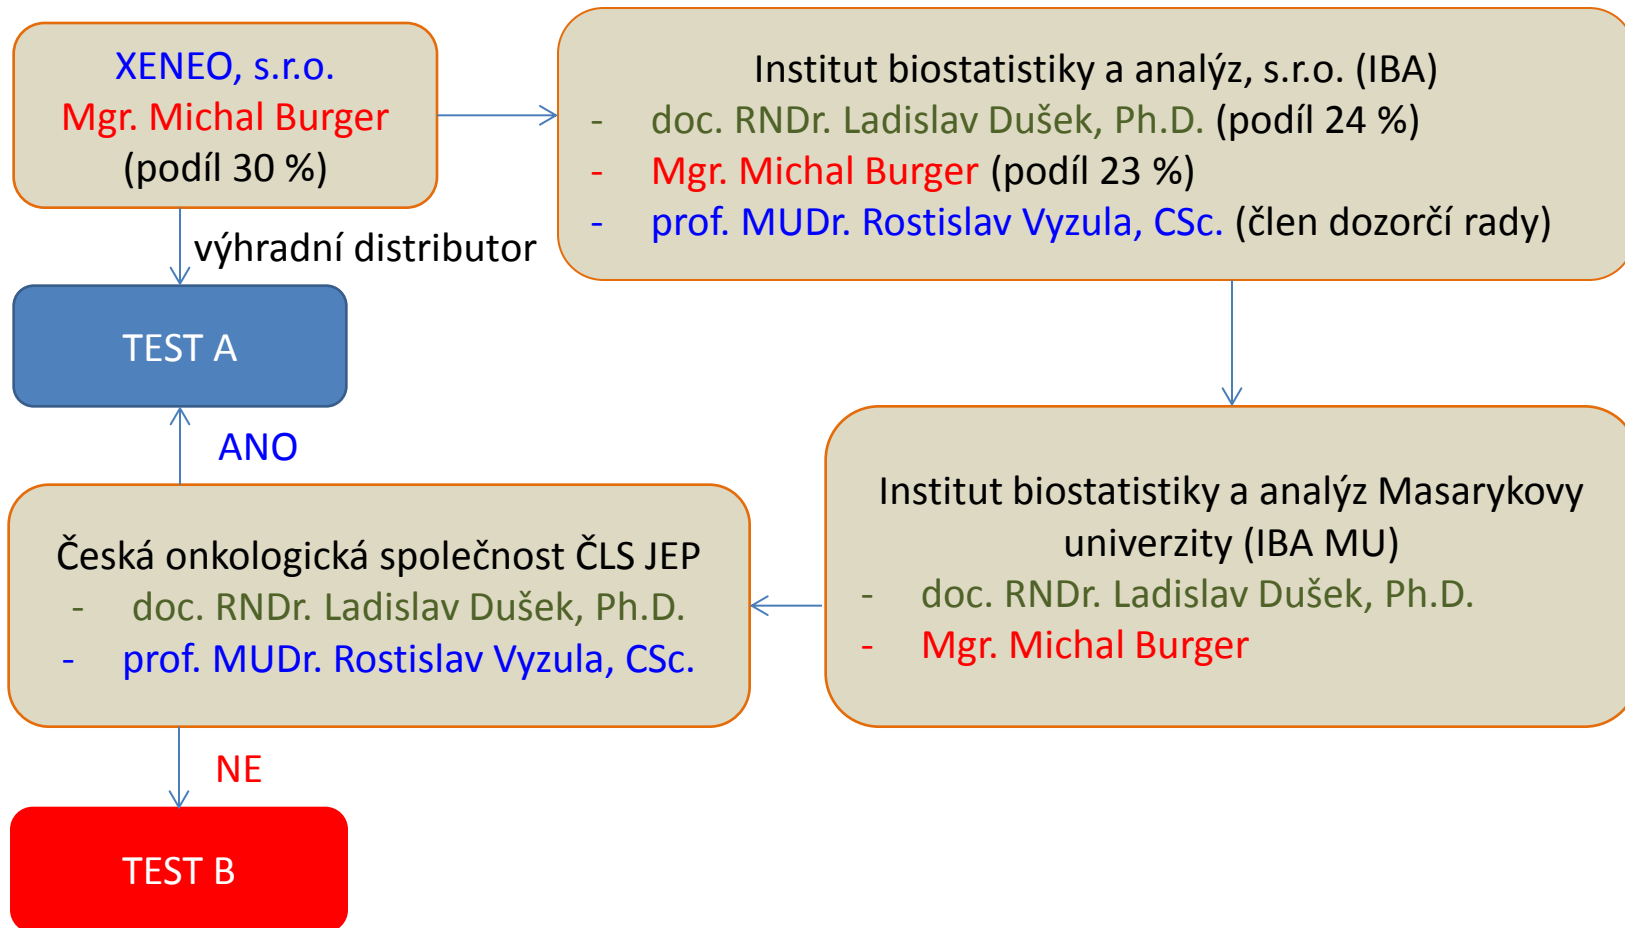 XENEO, s.r.o.
Mgr. Michal Burger
(podíl 30 %)
Institut biostatistiky a analýz, s.r.o. (IBA)
- doc. RNDr. Ladislav Dušek, Ph.D. (podíl 24 %)
- Mgr. Michal Burger (podíl 23 %)
- prof. MUDr. Rostislav Vyzula, CSc. (člen dozorčí rady)
výhradní distributor
TEST A
ANO
Institut biostatistiky a analýz Masarykovy
univerzity (IBA MU)
- doc. RNDr. Ladislav Dušek, Ph.D.
- Mgr. Michal Burger
Česká onkologická společnost ČLS JEP
- doc. RNDr. Ladislav Dušek, Ph.D.
- prof. MUDr. Rostislav Vyzula, CSc.
NE
TEST B